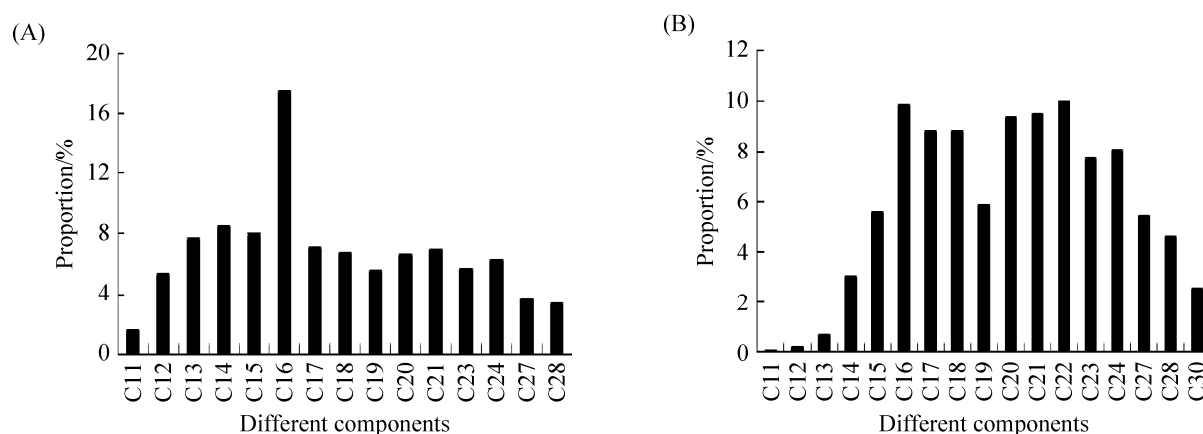 (A)
20
16
12
8
4
0
Proportion/%
C11 C12 C13 C14 C15 C16 C17 C18 C19 C20 C21 C23 C24 C27 C28
Different components
(B)
12
10
8
6
4
2
0
Proportion/%
C11 C12 C13 C14 C15 C16 C17 C18 C19 C20 C21 C22 C23 C24 C27 C28 C30
Different components